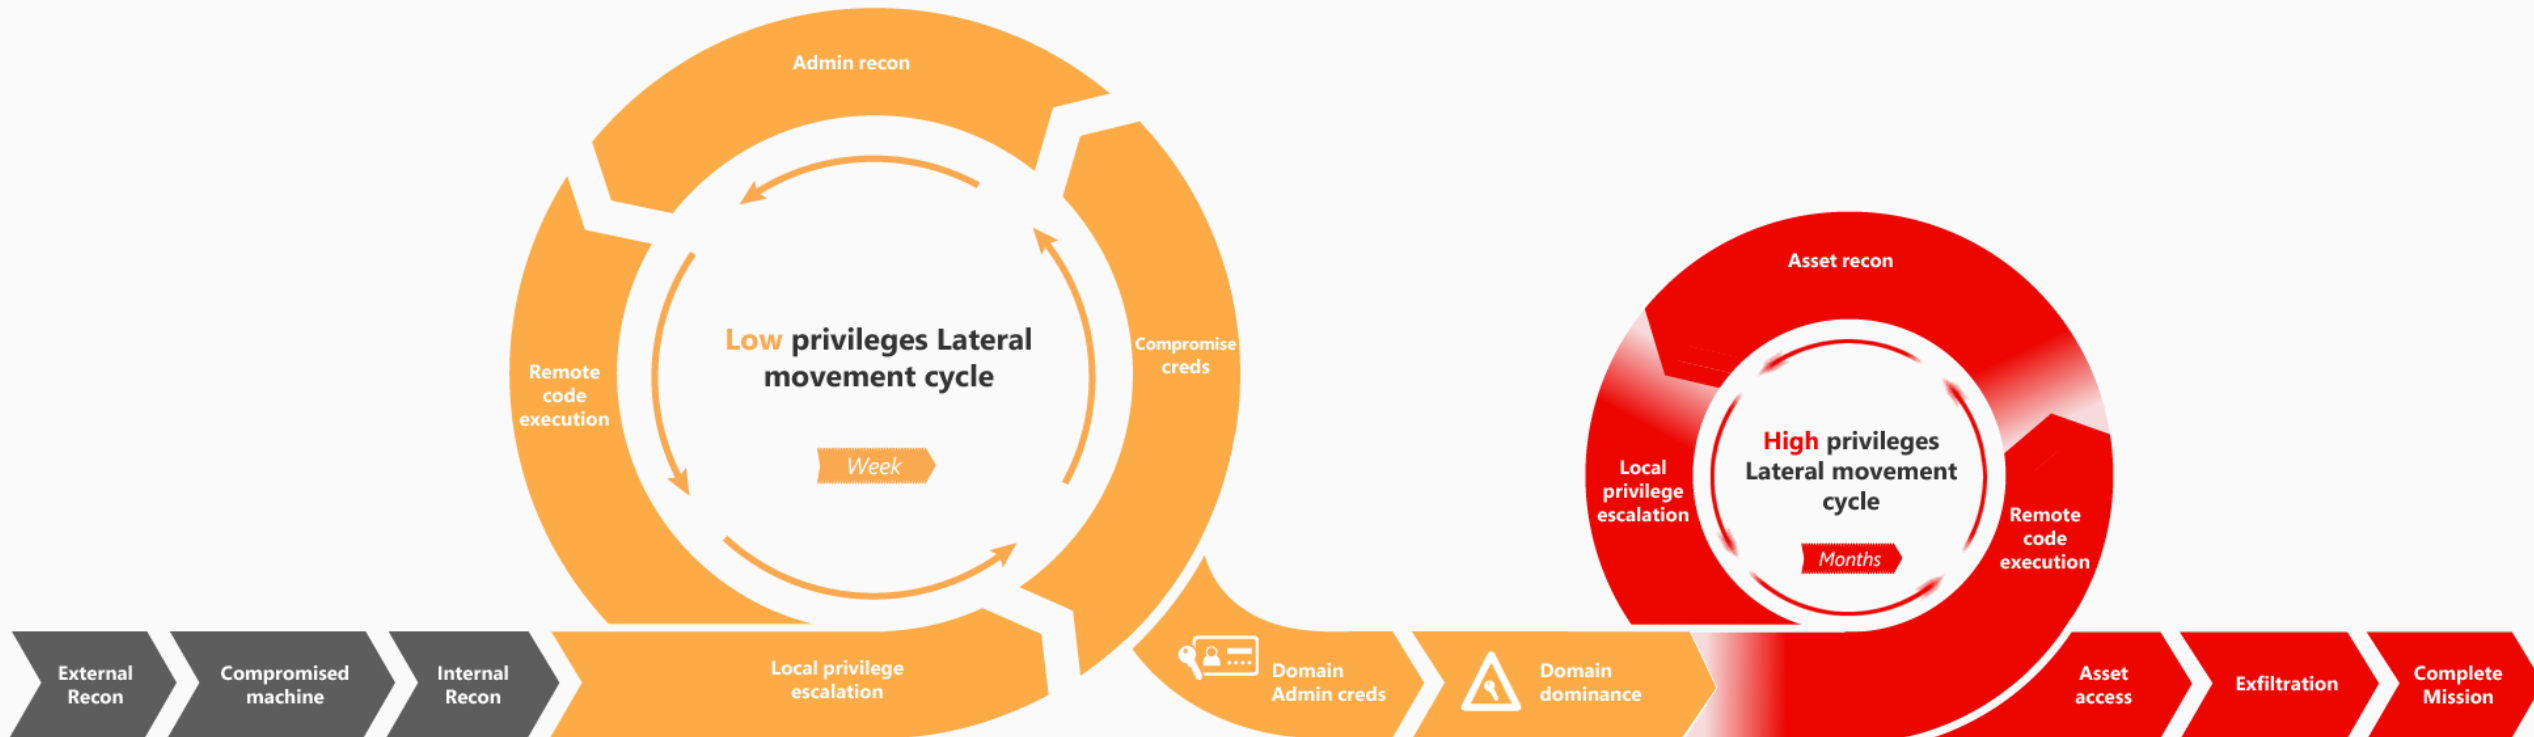 Admin recon
Low privileges Lateral
movement cycle
Week
Remote
code
execution
Compromise
creds
Asset recon
High privileges
Lateral movement
cycle
Months
Local
privilege
escalation
Remote
code
execution
External
Recon
Compromised
machine
Internal
Recon
Local privilege
escalation
Domain
Admin creds
Domain
dominance
Asset
access
Exfiltration
Complete
Mission